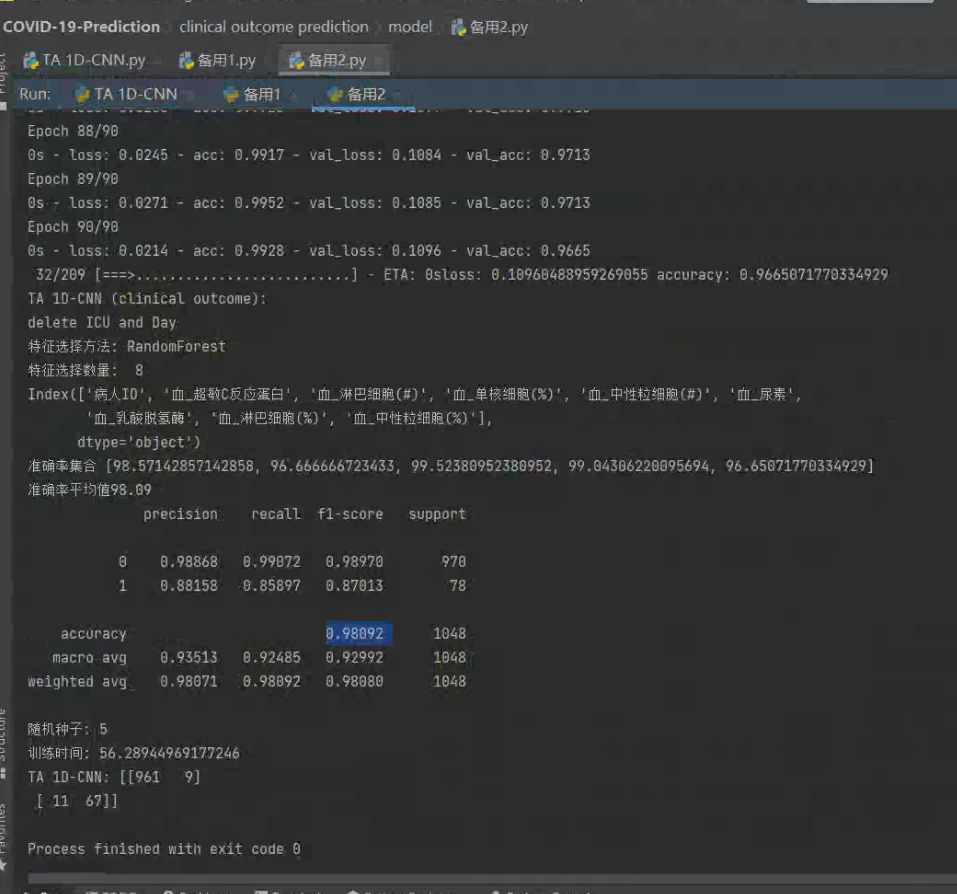 COVID-19-Prediction clinical outcome prediction model 备用2.py
TA 1D-CNN.py 备用1.py 备用2.py
Run: TA 1D-CNN 备用1 备用2
Epoch 88/90
0s - loss: 0.0245 - acc: 0.9917 - val_loss: 0.1084 - val_acc: 0.9713
Epoch 89/90
0s - loss: 0.0271 - acc: 0.9952 - val_loss: 0.1085 - val_acc: 0.9713
Epoch 90/90
0s - loss: 0.0214 - acc: 0.9928 - val_loss: 0.1096 - val_acc: 0.9665
32/209 [===>..........................] - ETA: 0sloss: 0.10960488959269055 accuracy: 0.9665071770334929
TA 1D-CNN (clinical outcome):
delete ICU and Day
特征选择方法: RandomForest
特征选择数量: 8
Index(['病人ID', '血_超敏C反应蛋白', '血_淋巴细胞(#)', '血_单核细胞(%)', '血_中性粒细胞(#)', '血_尿素',
'血_乳酸脱氢酶', '血_淋巴细胞(%)', '血_中性粒细胞(%)'],
dtype='object')
准确率集合 [98.57142857142858, 96.666666723433, 99.52380952380952, 99.04306220095694, 96.65071770334929]
准确率平均值98.09
precision recall f1-score support
0 0.98868 0.99072 0.98970 970
1 0.88158 0.85897 0.87013 78
accuracy 0.98092 1048
macro avg 0.93513 0.92485 0.92992 1048
weighted avg 0.98071 0.98092 0.98080 1048
随机种子: 5
训练时间: 56.28944969177246
TA 1D-CNN: [[961 9]
[ 11 67]]
Process finished with exit code 0